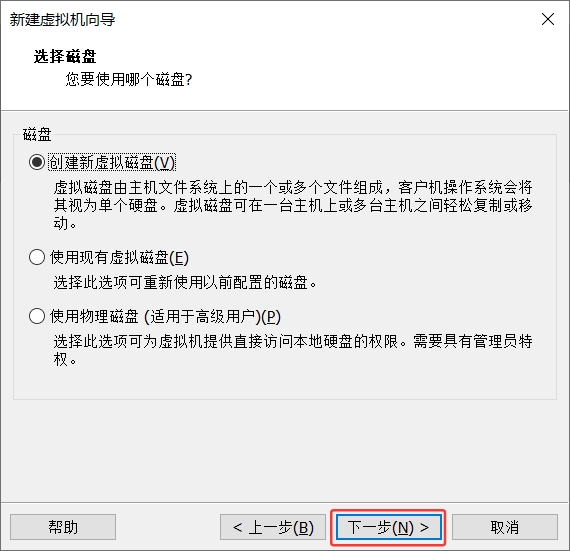 新建虚拟机向导
选择磁盘
您要使用哪个磁盘?
磁盘
创建新虚拟磁盘(V)
虚拟磁盘由主机文件系统上的一个或多个文件组成，客户机操作系统会将
其视为单个硬盘。虚拟磁盘可在一台主机上或多台主机之间轻松复制或移
动。
使用现有虚拟磁盘(E)
选择此选项可重新使用以前配置的磁盘。
使用物理磁盘 (适用于高级用户)(P)
选择此选项可为虚拟机提供直接访问本地硬盘的权限。需要具有管理员特
权。
帮助
< 上一步(B)
下一步(N) >
取消